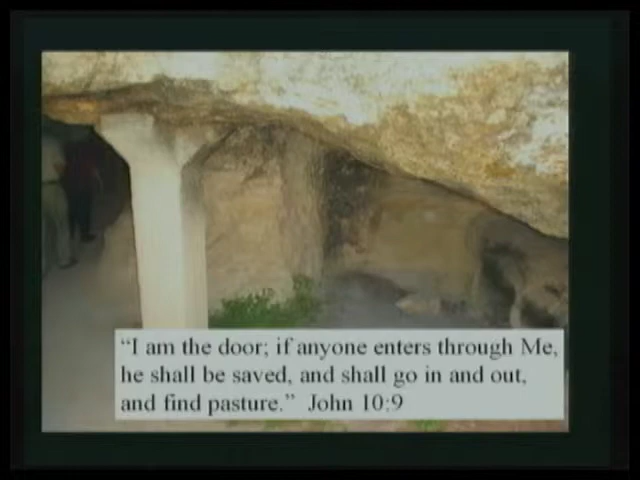 “I am the door; if anyone enters through Me,
he shall be saved, and shall go in and out,
and find pasture.” John 10:9